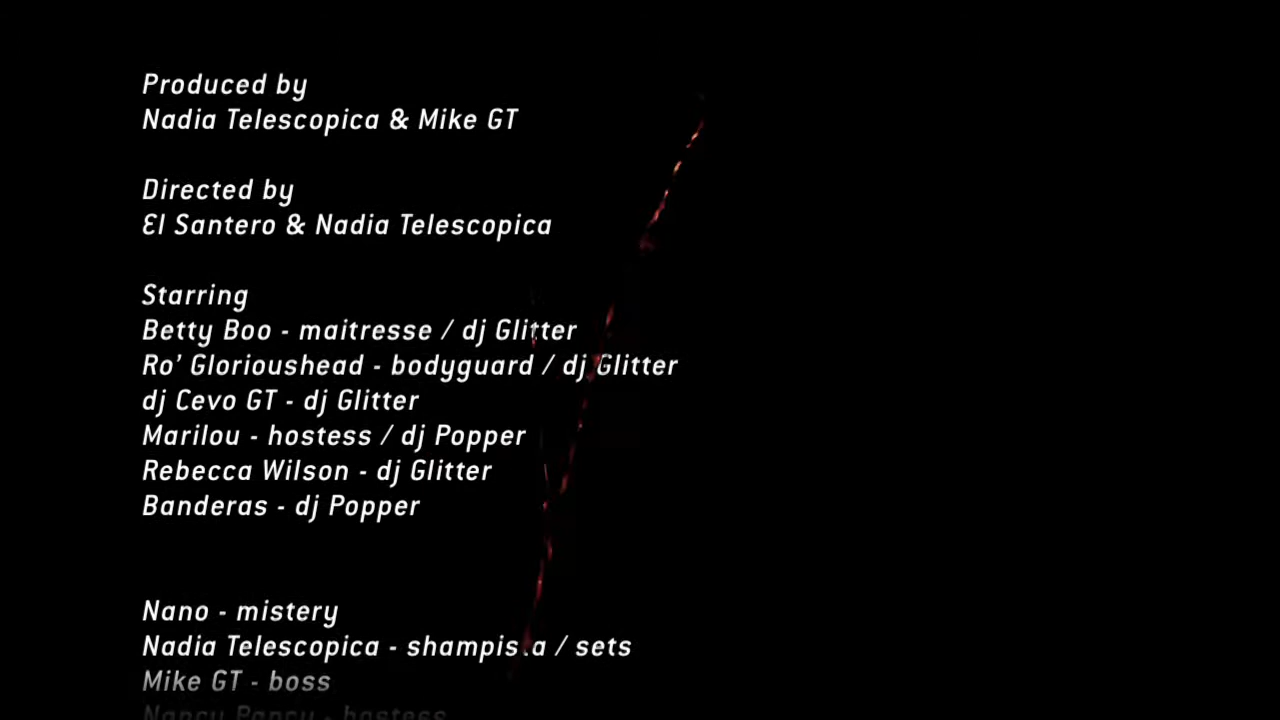 Produced by
Nadia Telescopica & Mike GT
Directed by
El Santero & Nadia Telescopica
Starring
Betty Boo - maitresse / dj Glitter
Ro' Glorioushead - bodyguard / dj Glitter
dj Cevo GT - dj Glitter
Marilou - hostess / dj Popper
Rebecca Wilson - dj Glitter
Banderas - dj Popper
Nano - mistery
Nadia Telescopica - shampista / sets
Mike GT - boss
hostess